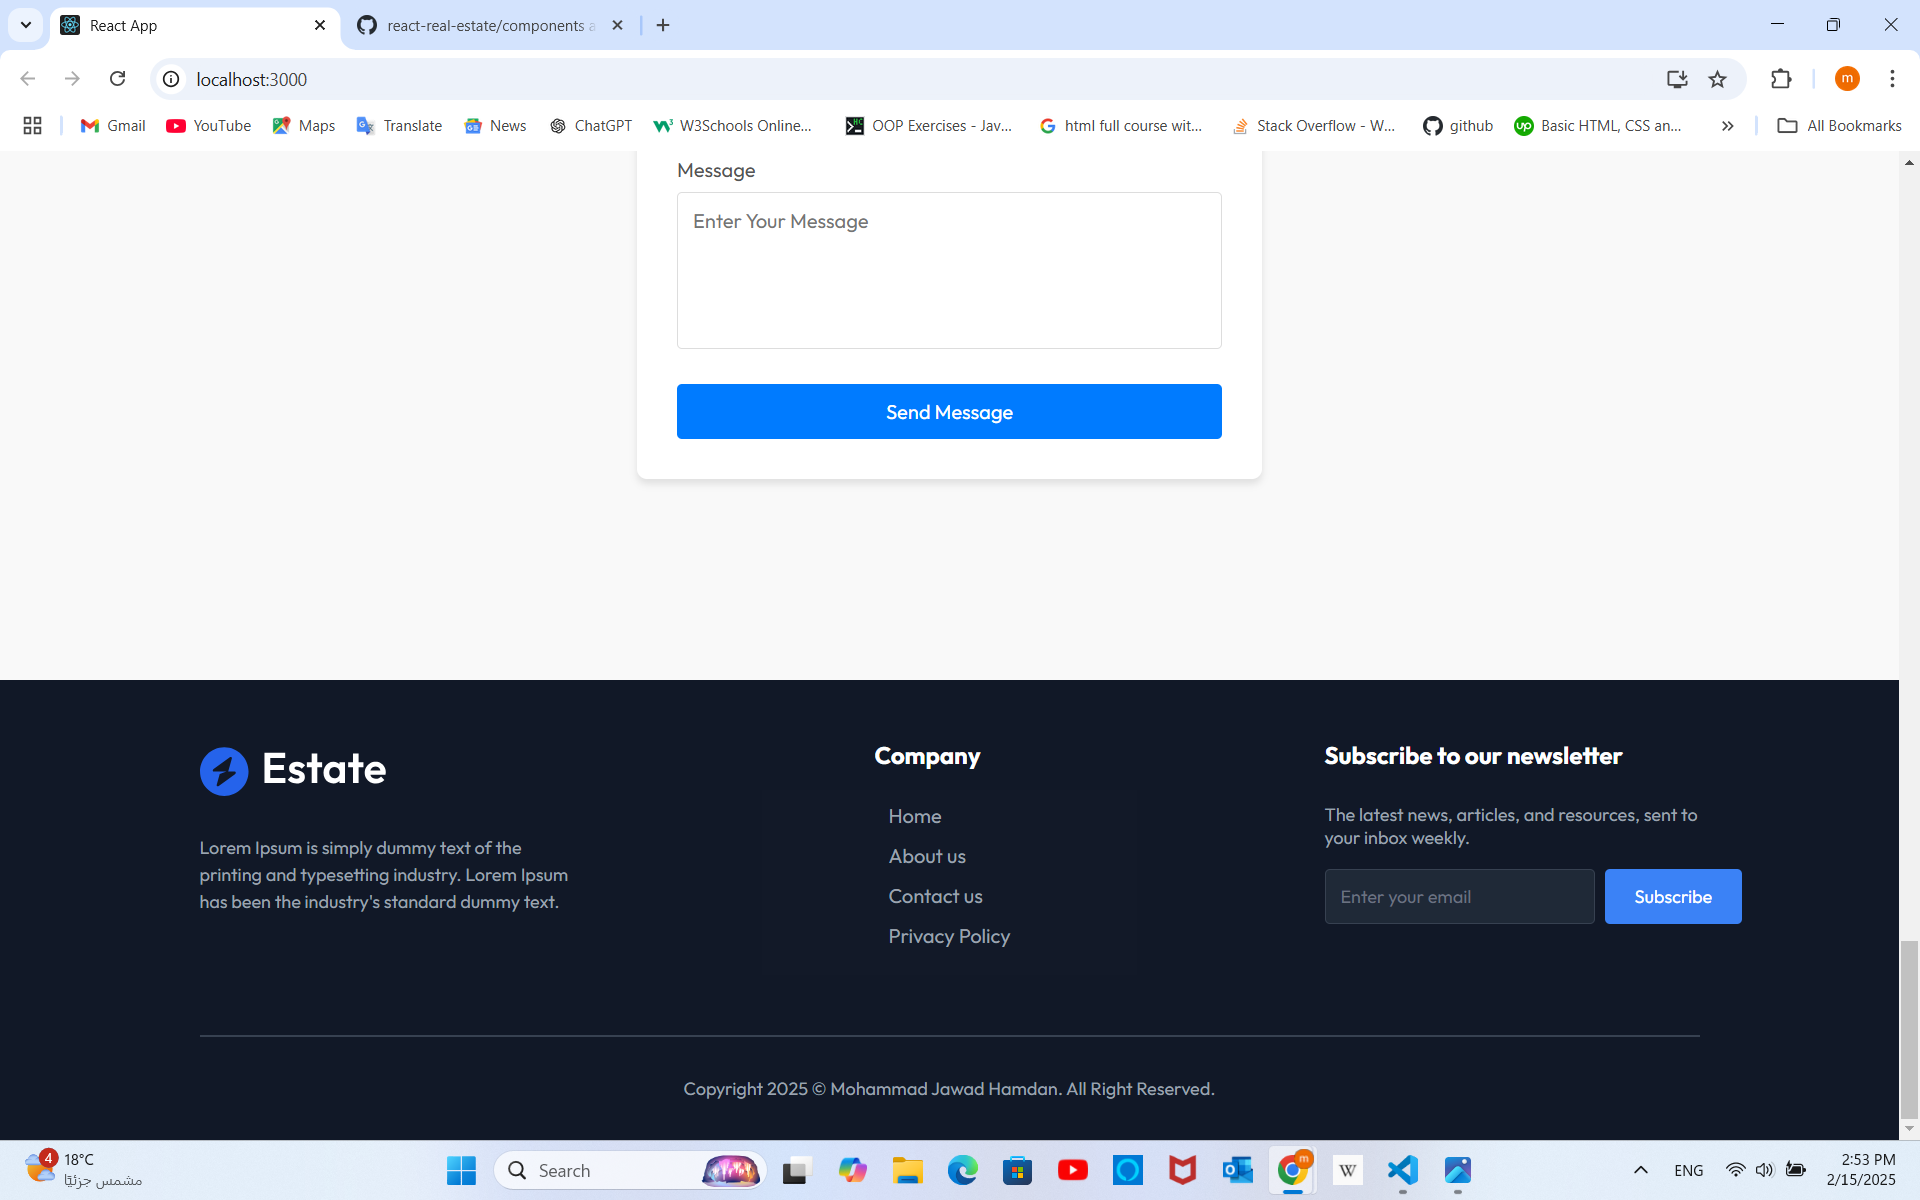 React App
react-real-estate/components a
localhost:3000
m
Gmail
YouTube
Maps
Translate
News
ChatGPT
W3Schools Online...
OOP Exercises - Jav...
html full course wit...
Stack Overflow - W...
github
Basic HTML, CSS an...
All Bookmarks
Message
Enter Your Message
Send Message
Estate
Lorem Ipsum is simply dummy text of the
printing and typesetting industry. Lorem Ipsum
has been the industry's standard dummy text.
Company
Home
About us
Contact us
Privacy Policy
Subscribe to our newsletter
The latest news, articles, and resources, sent to
your inbox weekly.
Enter your email
Subscribe
Copyright 2025 © Mohammad Jawad Hamdan. All Right Reserved.
4
18°C
مشمس جزئيًا
Search
m
W
ENG
2:53 PM
2/15/2025